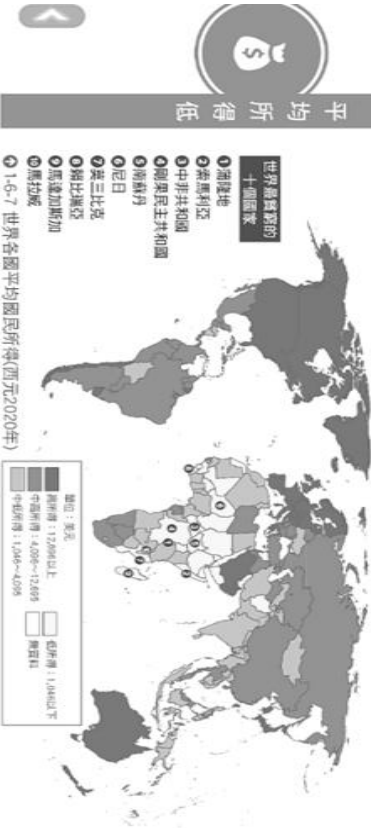 平均所得低
世界最貧窮的
十個國家
❶蒲隆地
❷索馬利亞
❸中非共和國
❹剛果民主共和國
❺南蘇丹
❻尼日
❼莫三比克
❽賴比瑞亞
❾馬達加斯加
❿馬拉威
1-6-7 世界各國平均國民所得(西元2020年)
單位：美元
高所得：12,696以上
中高所得：4,096~12,695
中低所得：1,046~4,095
低所得：1,046以下
無資料